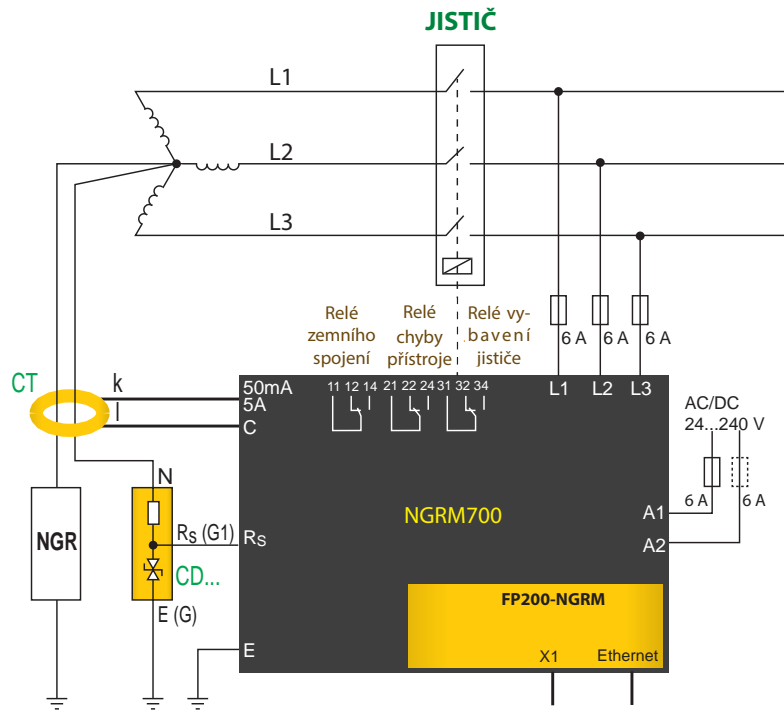 JISTIČ
L1
L2
L3
Relé
zemního
spojení
Relé
chyby
přístroje
Relé vy-
bavení
jističe
6 A
6 A
6 A
CT
k
l
50mA
5A
C
11 12 14 21 22 24 31 32 34
L1 L2 L3
AC/DC
24...240 V
6 A
6 A
N
NGR
RS (G1)
RS
CD...
E (G)
E
NGRM700
A1
A2
FP200-NGRM
X1
Ethernet